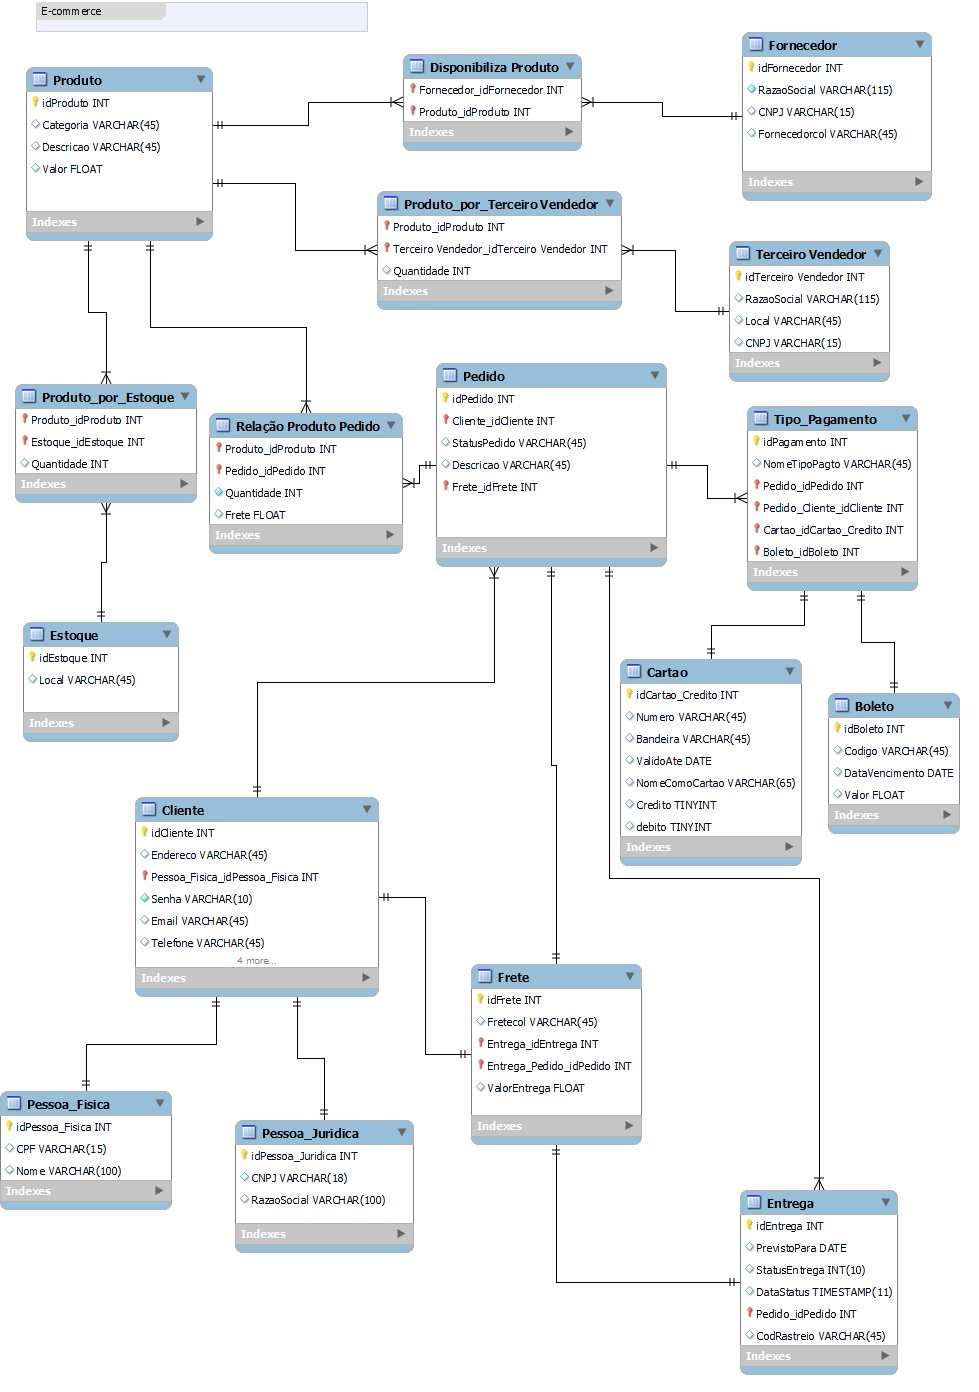 E-commerce
Produto
idProduto INT
Categoria VARCHAR(45)
Descricao VARCHAR(45)
Valor FLOAT
Indexes
Disponibiliza Produto
Fornecedor_idFornecedor INT
Produto_idProduto INT
Indexes
Fornecedor
idFornecedor INT
RazaoSocial VARCHAR(115)
CNPJ VARCHAR(15)
Fornecedorcol VARCHAR(45)
Indexes
Produto_por_Terceiro Vendedor
Produto_idProduto INT
Terceiro Vendedor_idTerceiro Vendedor INT
Quantidade INT
Indexes
Terceiro Vendedor
idTerceiro Vendedor INT
RazaoSocial VARCHAR(115)
Local VARCHAR(45)
CNPJ VARCHAR(15)
Indexes
Produto_por_Estoque
Produto_idProduto INT
Estoque_idEstoque INT
Quantidade INT
Indexes
Relação Produto Pedido
Produto_idProduto INT
Pedido_idPedido INT
Quantidade INT
Frete FLOAT
Indexes
Pedido
idPedido INT
Cliente_idCliente INT
StatusPedido VARCHAR(45)
Descricao VARCHAR(45)
Frete_idFrete INT
Indexes
Tipo_Pagamento
idPagamento INT
NomeTipoPagto VARCHAR(45)
Pedido_idPedido INT
Pedido_Cliente_idCliente INT
Cartao_idCartao_Credito INT
Boleto_idBoleto INT
Indexes
Estoque
idEstoque INT
Local VARCHAR(45)
Indexes
Cartao
idCartao_Credito INT
Numero VARCHAR(45)
Bandeira VARCHAR(45)
ValidoAte DATE
NomeComoCartao VARCHAR(65)
Credito TINYINT
debito TINYINT
Indexes
Boleto
idBoleto INT
Codigo VARCHAR(45)
DataVencimento DATE
Valor FLOAT
Indexes
Cliente
idCliente INT
Endereco VARCHAR(45)
Pessoa_Fisica_idPessoa_Fisica INT
Senha VARCHAR(10)
Email VARCHAR(45)
Telefone VARCHAR(45)
4 more...
Indexes
Frete
idFrete INT
Fretecol VARCHAR(45)
Entrega_idEntrega INT
Entrega_Pedido_idPedido INT
ValorEntrega FLOAT
Indexes
Pessoa_Fisica
idPessoa_Fisica INT
CPF VARCHAR(15)
Nome VARCHAR(100)
Indexes
Pessoa_Juridica
idPessoa_Juridica INT
CNPJ VARCHAR(18)
RazaoSocial VARCHAR(100)
Indexes
Entrega
idEntrega INT
PrevistoPara DATE
StatusEntrega INT(10)
DataStatus TIMESTAMP(11)
Pedido_idPedido INT
CodRastreio VARCHAR(45)
Indexes